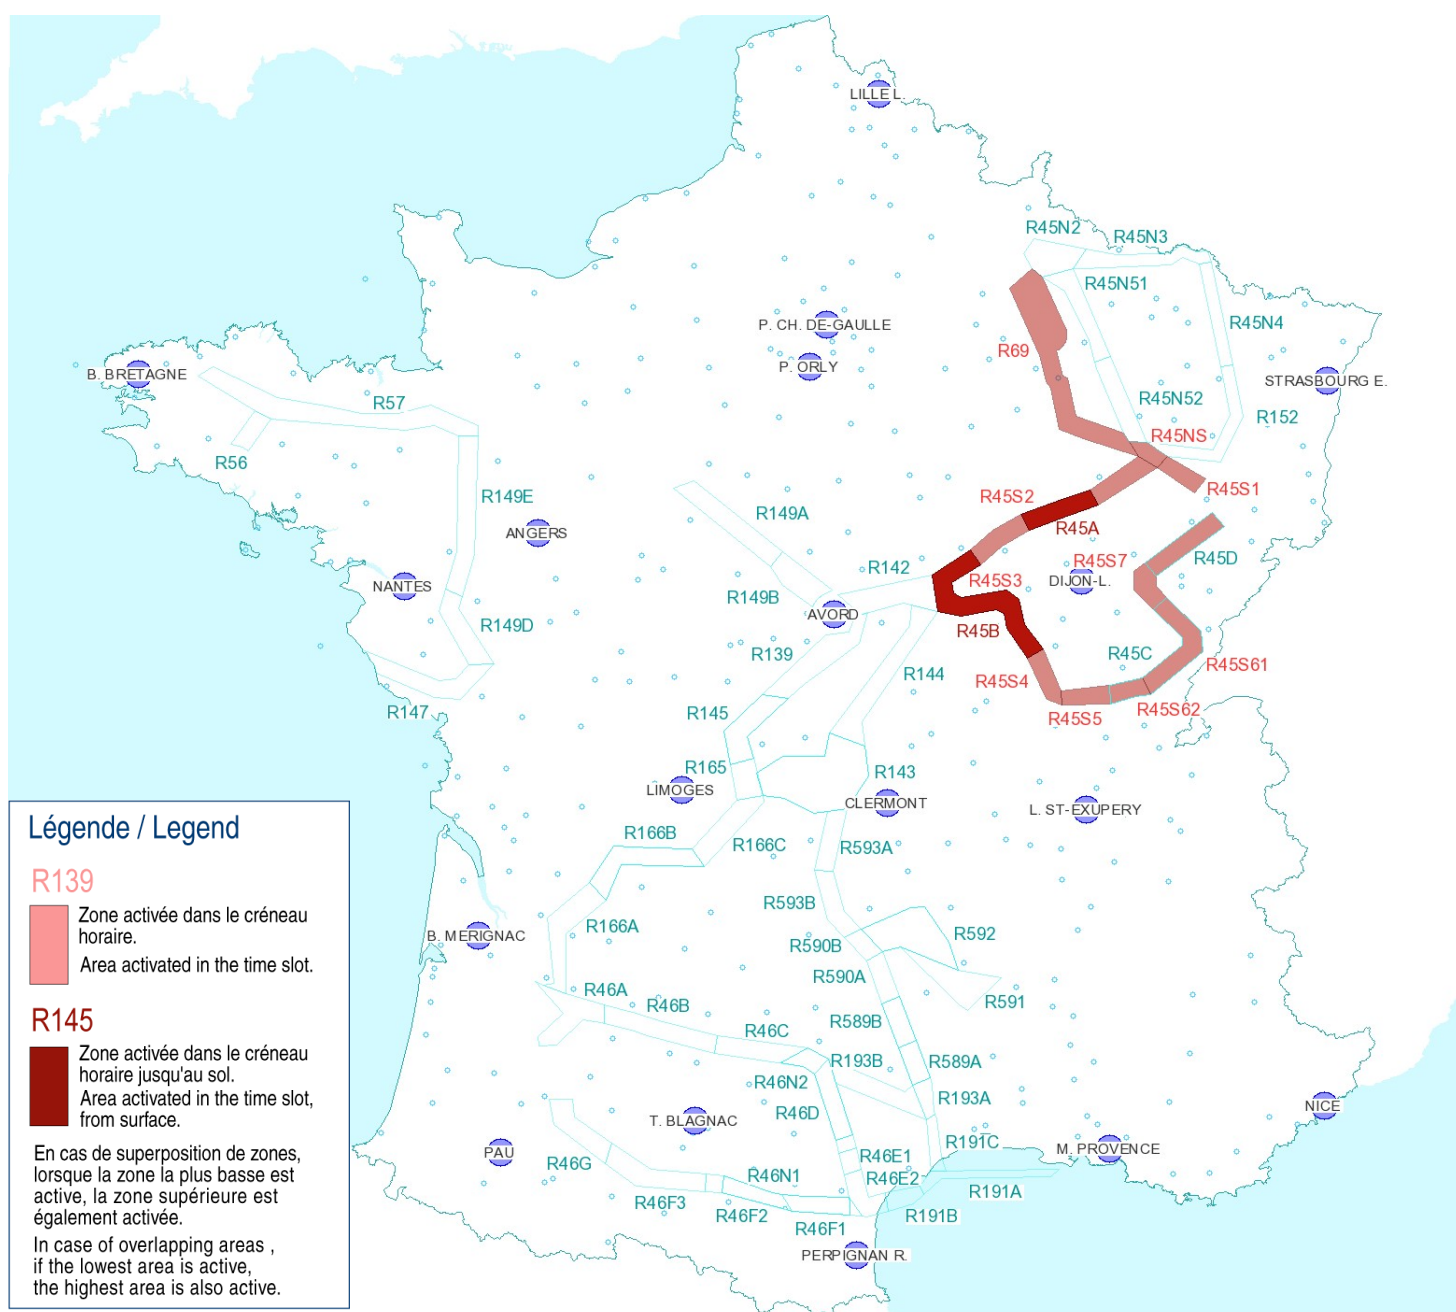 LILLE L.
R45N2
R45N3
R45N51
P. CH. DE-GAULLE
R45N4
R69
P. ORLY
B. BRETAGNE
STRASBOURG E.
R57
R45N52
R152
R45NS
R56
R149E
R45S2
R45S1
R149A
R45A
ANGERS
R142
R45S7
R45D
R45S3
DIJON-L.
NANTES
R149B
AVORD
R149D
R45B
R139
R45C
R144
R45S61
R45S4
R147
R145
R45S5
R45S62
R165
R143
LIMOGES
CLERMONT
L. ST-EXUPERY
R166B
R166C
R593A
R593B
R166A
B. MERIGNAC
R590B
R592
R590A
R46A
R46B
R591
R46C
R589B
R193B
R589A
R46N2
R46D
R193A
NICE
T. BLAGNAC
PAU
R191C
M. PROVENCE
R46E1
R46G
R46N1
R46E2
R46F3
R191A
R46F2
R46F1
R191B
PERPIGNAN R.
Légende / Legend
R139
Zone activée dans le créneau
horaire.
Area activated in the time slot.
R145
Zone activée dans le créneau
horaire jusqu'au sol.
Area activated in the time slot,
from surface.
En cas de superposition de zones,
lorsque la zone la plus basse est
active, la zone supérieure est
également activée.
In case of overlapping areas ,
if the lowest area is active,
the highest area is also active.